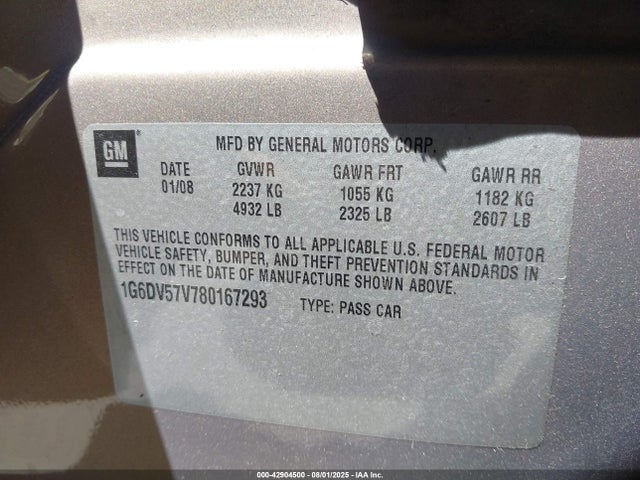 GM
MFD BY GENERAL MOTORS CORP.
DATE GVWR GAWR FRT GAWR RR
01/08 2237 KG 1055 KG 1182 KG
4932 LB 2325 LB 2607 LB
THIS VEHICLE CONFORMS TO ALL APPLICABLE U.S. FEDERAL MOTOR
VEHICLE SAFETY, BUMPER, AND THEFT PREVENTION STANDARDS IN
EFFECT ON THE DATE OF MANUFACTURE SHOWN ABOVE.
1G6DV57V780167293 TYPE: PASS CAR
000-42904500 - 08/01/2025 - IAA Inc.